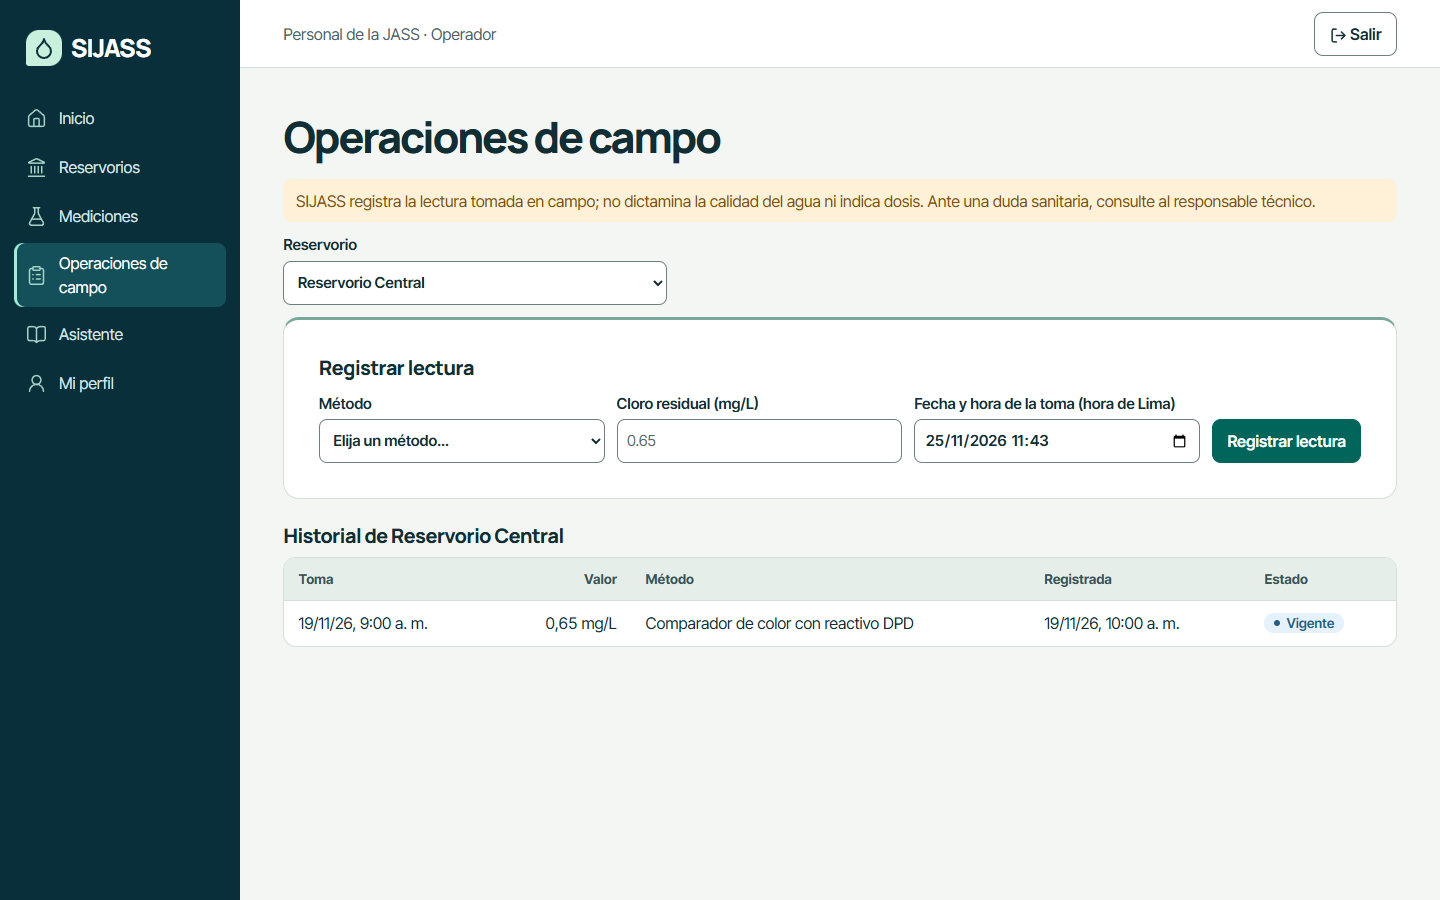 SIJASS
Personal de la JASS · Operador
Salir
Inicio
Reservorios
Mediciones
Operaciones de
campo
Asistente
Mi perfil
Operaciones de campo
SIJASS registra la lectura tomada en campo; no dictamina la calidad del agua ni indica dosis. Ante una duda sanitaria, consulte al responsable técnico.
Reservorio
Reservorio Central
Registrar lectura
Método Cloro residual (mg/L) Fecha y hora de la toma (hora de Lima)
Elija un método... 0.65 25/11/2026 11:43 Registrar lectura
Historial de Reservorio Central
Toma Valor Método Registrada Estado
19/11/26, 9:00 a. m. 0,65 mg/L Comparador de color con reactivo DPD 19/11/26, 10:00 a. m. Vigente